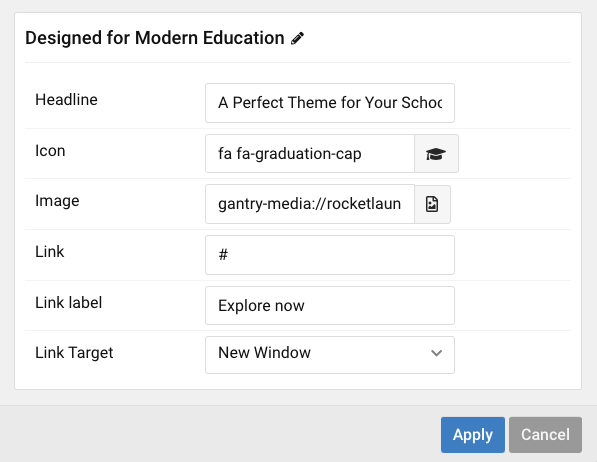 Designed for Modern Education
Headline
A Perfect Theme for Your Schoo
Icon
fa fa-graduation-cap
Image
gantry-media://rocketlaun
Link
#
Link label
Explore now
Link Target
New Window
Apply
Cancel